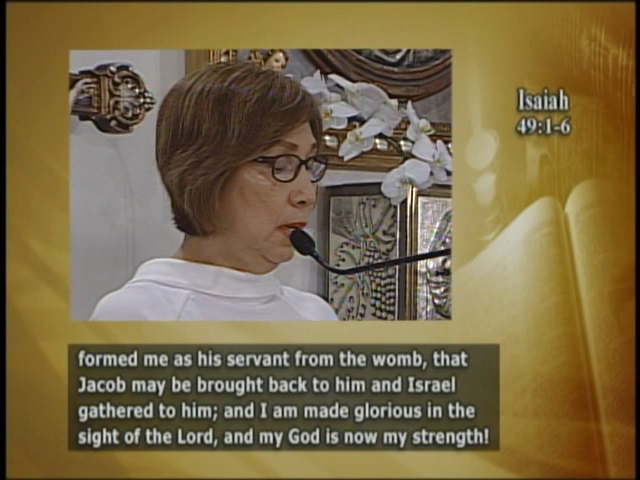 Isaiah
49:1-6
formed me as his servant from the womb, that
Jacob may be brought back to him and Israel
gathered to him; and I am made glorious in the
sight of the Lord, and my God is now my strength!